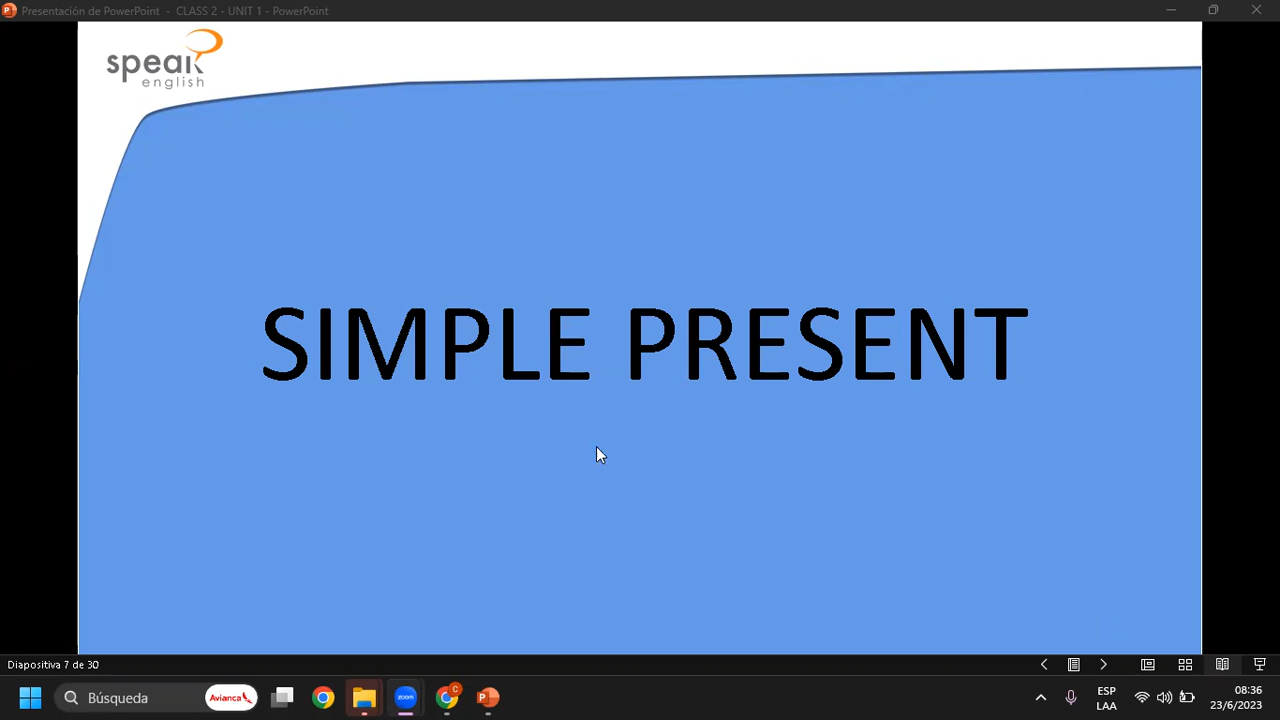 Presentación de PowerPoint - CLASS 2 - UNIT 1 - PowerPoint
speak
english
SIMPLE PRESENT
Diapositiva 7 de 30
Búsqueda
Avianca
zoom
C
ESP
LAA
08:36
23/6/2023